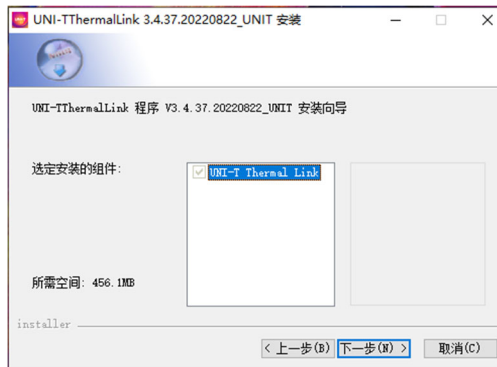 UNI-TThermalLink 3.4.37.20220822_UNIT 安装
UNI-TThermalLink 程序 V3.4.37.20220822_UNIT 安装向导
选定安装的组件:
UNI-T Thermal Link
所需空间: 456.1MB
installer
< 上一步(B) 下一步(N) > 取消(C)